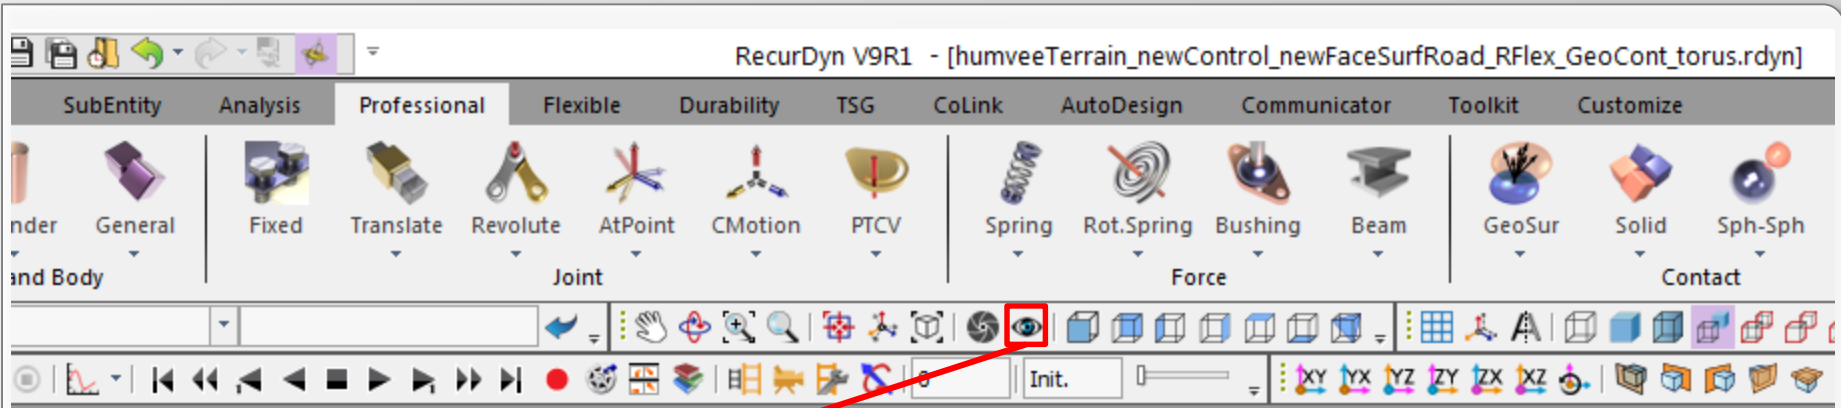 RecurDyn V9R1 - [humveeTerrain_newControl_newFaceSurfRoad_RFlex_GeoCont_torus.rdyn]
SubEntity Analysis Professional Flexible Durability TSG CoLink AutoDesign Communicator Toolkit Customize
nder General Fixed Translate Revolute AtPoint CMotion PTCV Spring Rot.Spring Bushing Beam GeoSur Solid Sph-Sph
and Body Joint Force Contact
Init. XY YX YZ ZY ZX XZ